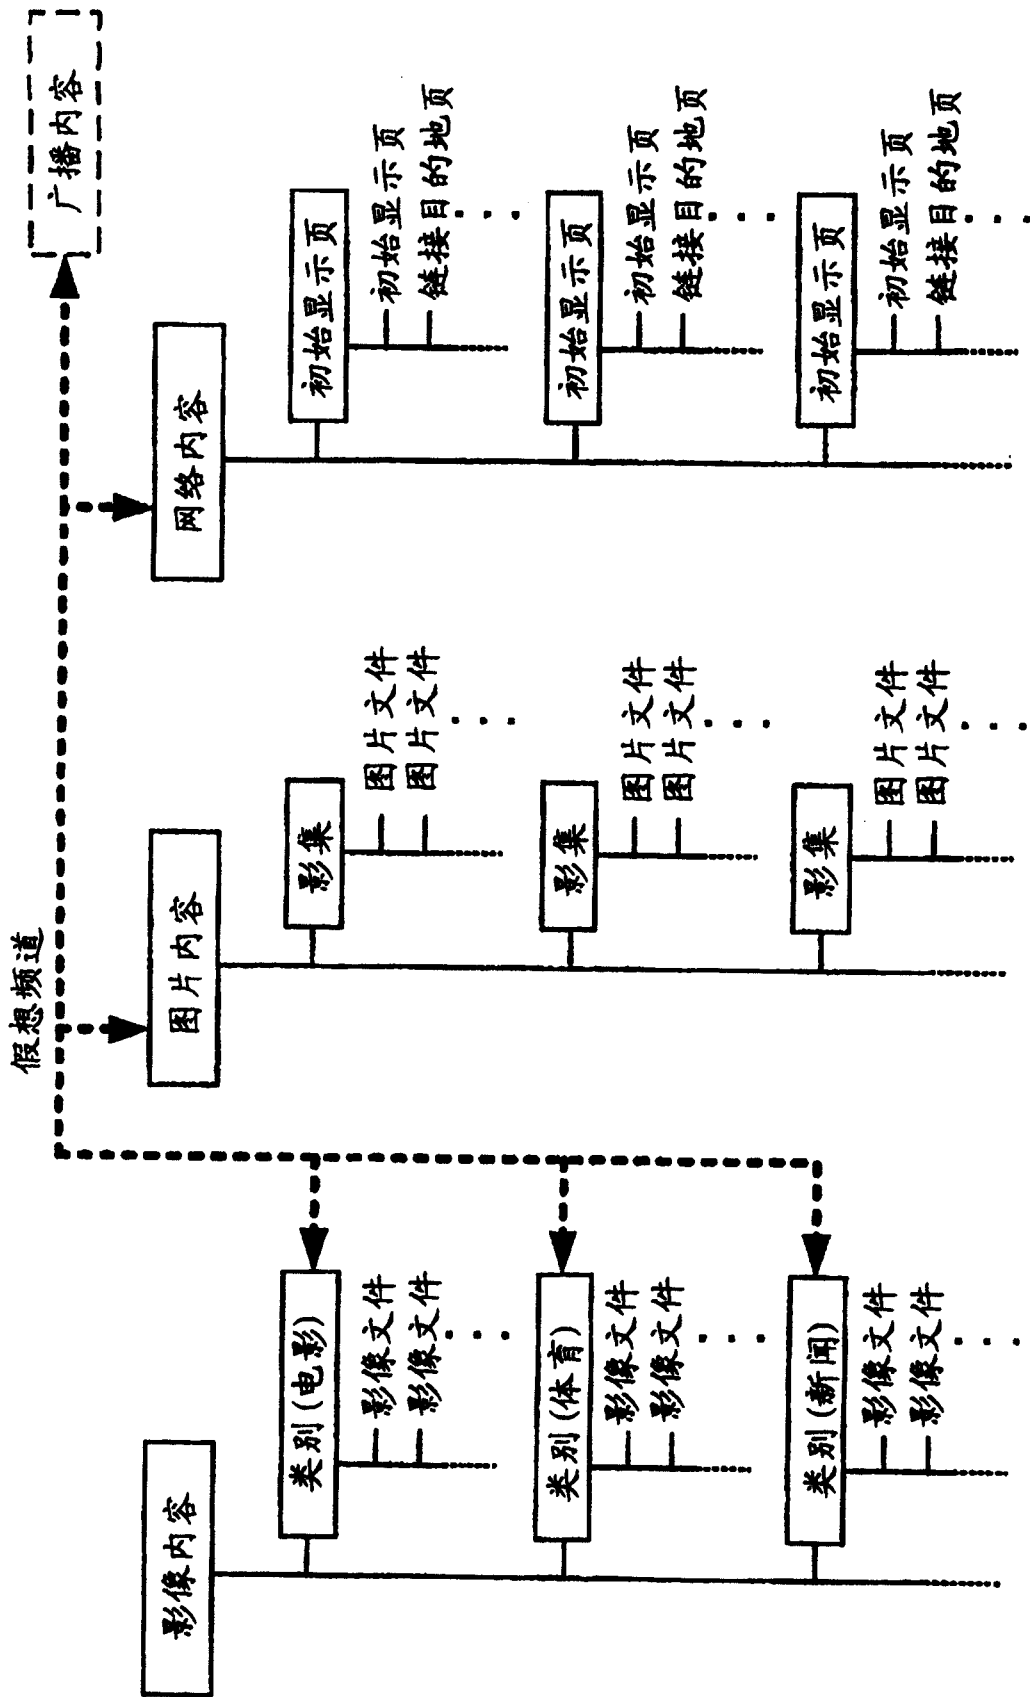 假想频道
广播内容
影像内容
类别(电影)
影像文件
影像文件
类别(体育)
影像文件
影像文件
类别(新闻)
影像文件
影像文件
图片内容
影集
图片文件
图片文件
影集
图片文件
图片文件
影集
图片文件
图片文件
网络内容
初始显示页
初始显示页
链接目的地页
初始显示页
初始显示页
链接目的地页
初始显示页
初始显示页
链接目的地页